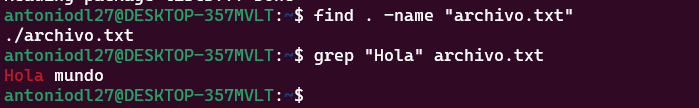 antoniodl27@DESKTOP-357MVLT:~$ find . -name "archivo.txt"
./archivo.txt
antoniodl27@DESKTOP-357MVLT:~$ grep "Hola" archivo.txt
Hola mundo
antoniodl27@DESKTOP-357MVLT:~$